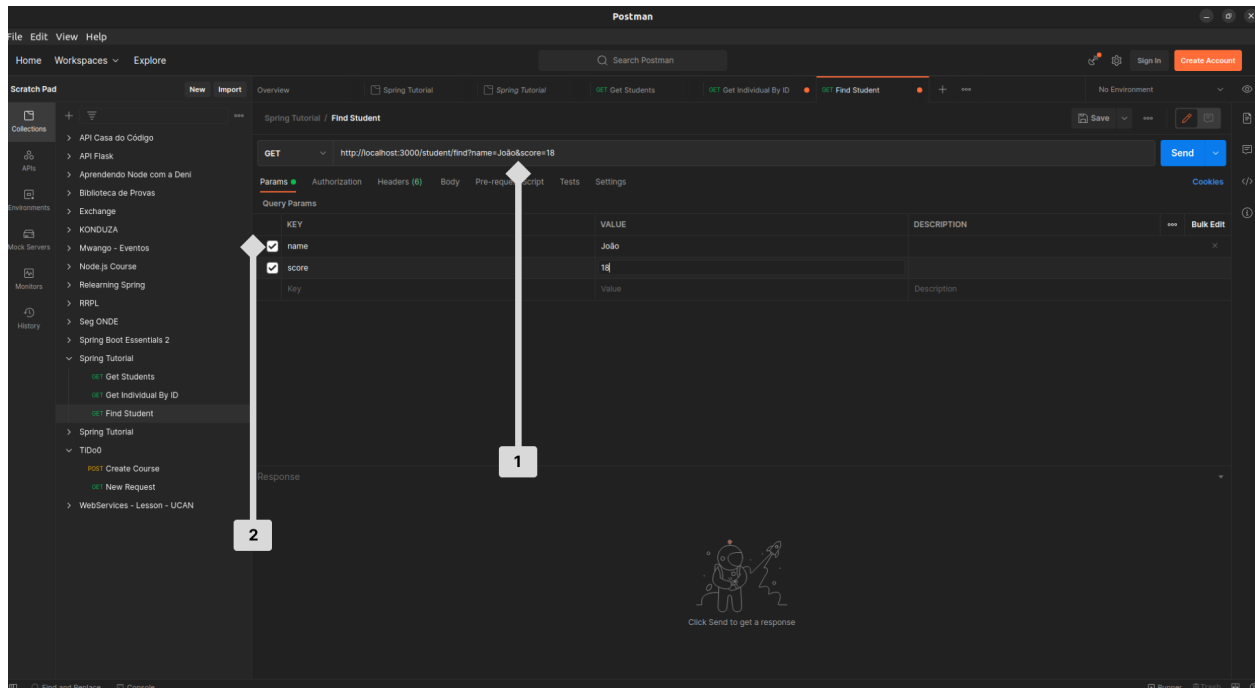 Postman
File Edit View Help
Home Workspaces Explore Search Postman Sign In Create Account
Scratch Pad New Import Overview Spring Tutorial Spring Tutorial GET Get Students GET Get Individual By ID GET Find Student + No Environment
Collections
APIs
Environments
Mock Servers
Monitors
History
API Casa do Código
API Flask
Aprendendo Node com a Deni
Biblioteca de Provas
Exchange
KONDUZA
Mwango - Eventos
Node.js Course
Relearning Spring
RRPL
Seg ONDE
Spring Boot Essentials 2
Spring Tutorial
GET Get Students
GET Get Individual By ID
GET Find Student
Spring Tutorial
TiDo0
POST Create Course
GET New Request
WebServices - Lesson - UCAN
Spring Tutorial / Find Student Save
GET http://localhost:3000/student/find?name=João&score=18 Send
Params Authorization Headers (6) Body Pre-request Script Tests Settings Cookies
Query Params
KEY VALUE DESCRIPTION Bulk Edit
name João
score 18
Key Value Description
1
2
Response
Click Send to get a response
Find and Replace Console Runner Trash